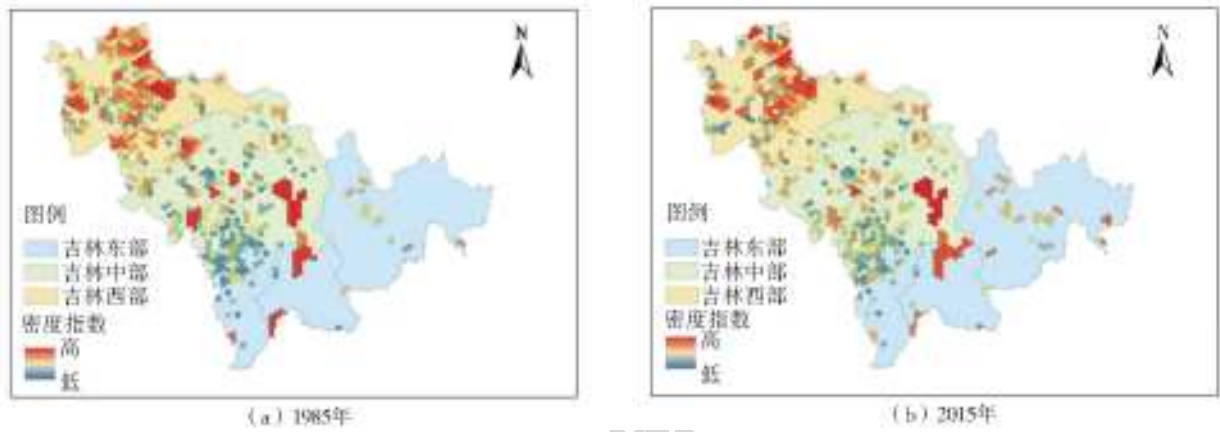 N
图例
吉林东部
吉林中部
吉林西部
密度指数
高
低
(a)1985年
N
图例
吉林东部
吉林中部
吉林西部
密度指数
高
低
(b)2015年